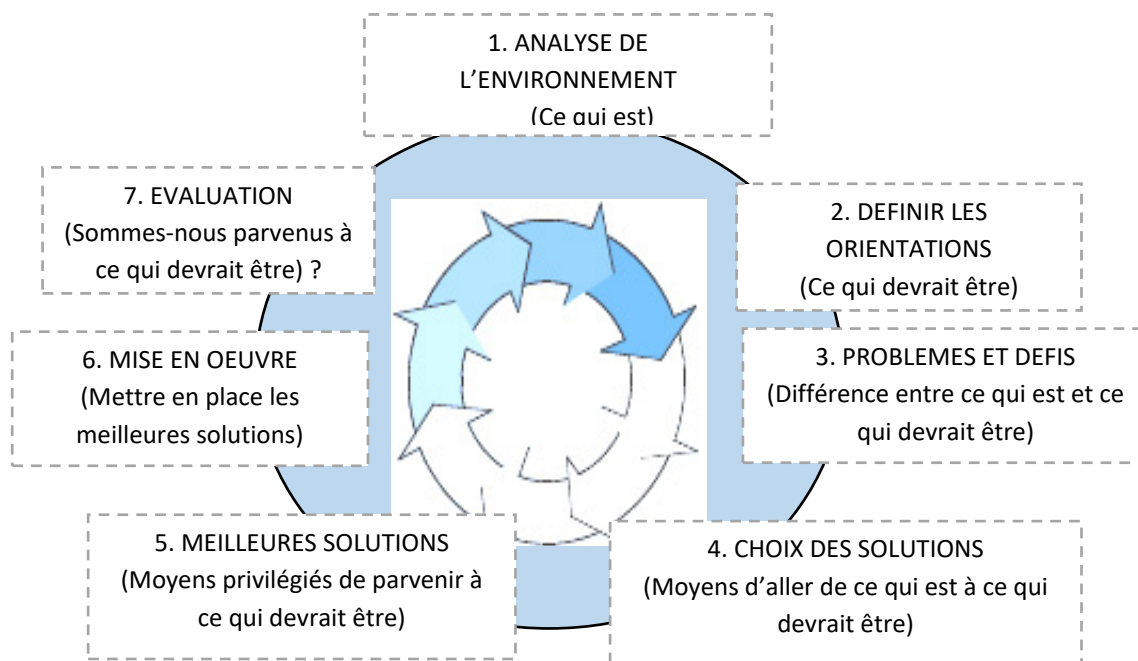 1. ANALYSE DE
L'ENVIRONNEMENT
(Ce qui est)
2. DEFINIR LES
ORIENTATIONS
(Ce qui devrait être)
3. PROBLEMES ET DEFIS
(Différence entre ce qui est et ce
qui devrait être)
4. CHOIX DES SOLUTIONS
(Moyens d'aller de ce qui est à ce qui
devrait être)
5. MEILLEURES SOLUTIONS
(Moyens privilégiés de parvenir à
ce qui devrait être)
6. MISE EN OEUVRE
(Mettre en place les
meilleures solutions)
7. EVALUATION
(Sommes-nous parvenus à
ce qui devrait être) ?